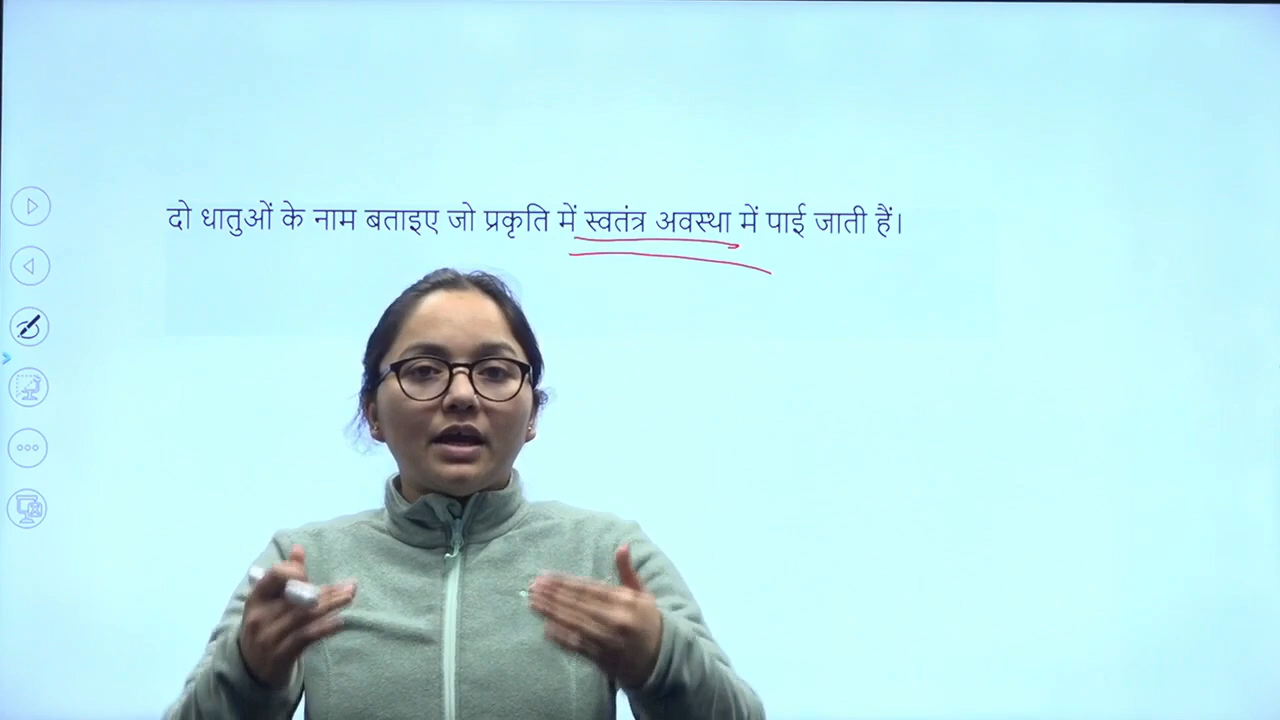 दो धातुओं के नाम बताइए जो प्रकृति में स्वतंत्र अवस्था में पाई जाती हैं।